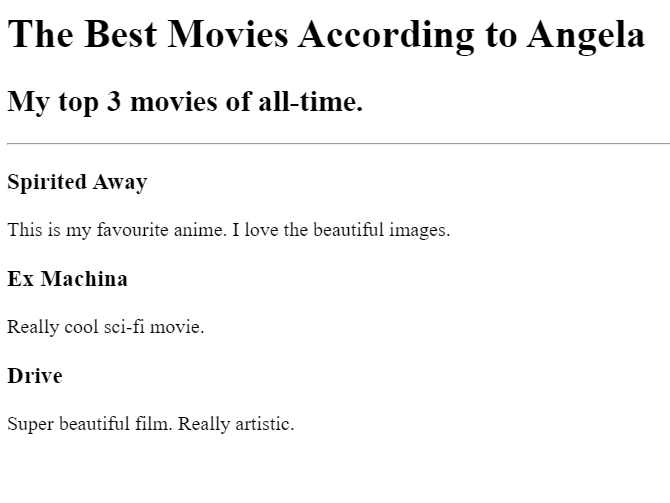 The Best Movies According to Angela
My top 3 movies of all-time.
Spirited Away
This is my favourite anime. I love the beautiful images.
Ex Machina
Really cool sci-fi movie.
Drive
Super beautiful film. Really artistic.